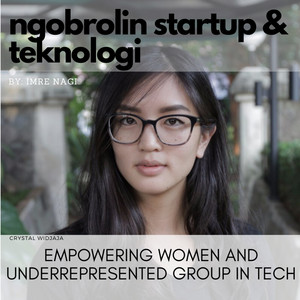 ngobrolin startup &
teknologi
BY: IMRE NAGI
CRYSTAL WIDJAJA
EMPOWERING WOMEN AND
UNDERREPRESENTED GROUP IN TECH